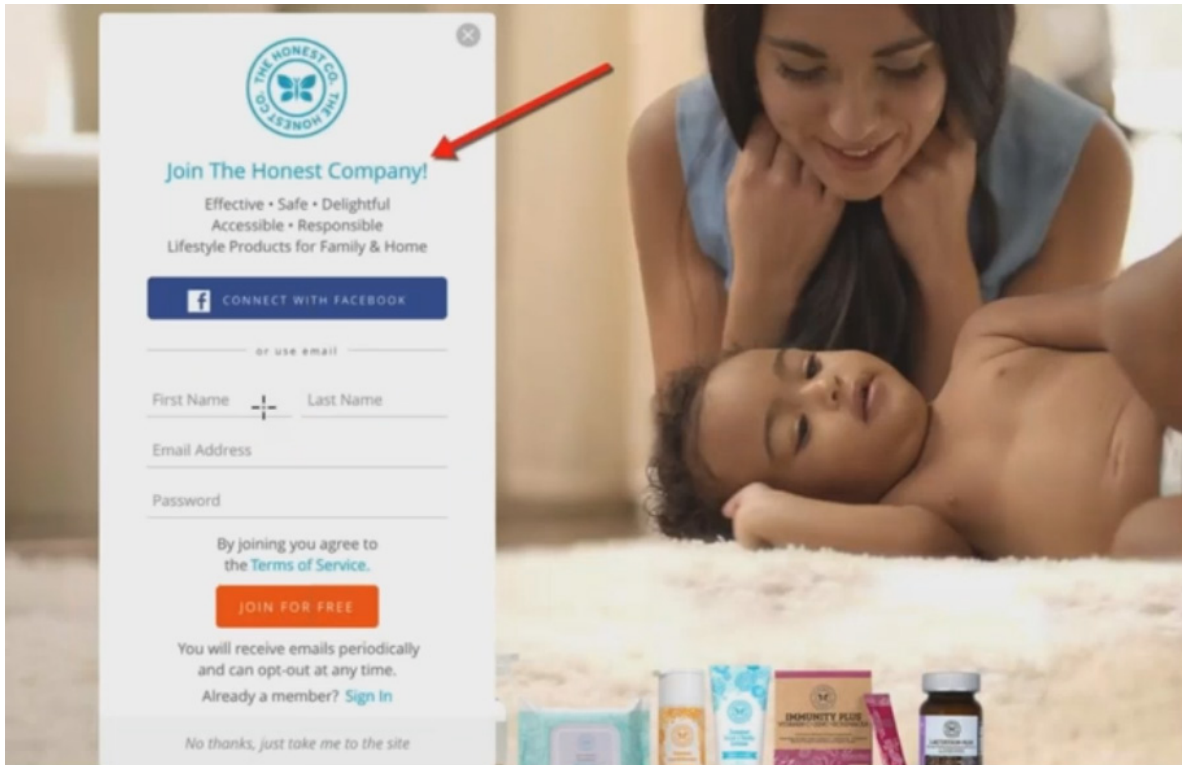 THE HONEST CO. THE HONEST CO.
Join The Honest Company!
Effective • Safe • Delightful
Accessible • Responsible
Lifestyle Products for Family & Home
f CONNECT WITH FACEBOOK
or use email
First Name Last Name
Email Address
Password
By joining you agree to
the Terms of Service.
JOIN FOR FREE
You will receive emails periodically
and can opt-out at any time.
Already a member? Sign In
No thanks, just take me to the site
IMMUNITY PLUS